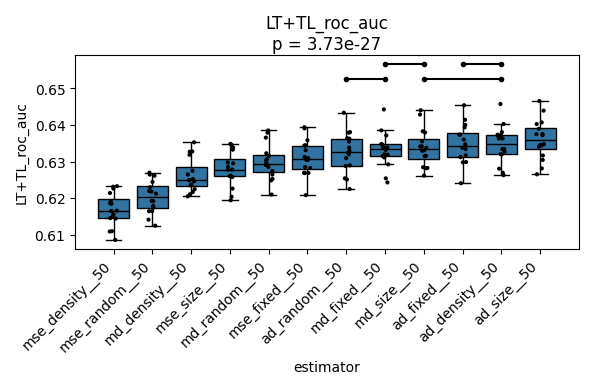 LT+TL_roc_auc
p = 3.73e-27
LT+TL_roc_auc
0.65
0.64
0.63
0.62
0.61
mse_density__50
mse_random__50
md_density__50
mse_size__50
md_random__50
mse_fixed__50
ad_random__50
md_fixed__50
md_size__50
ad_fixed__50
ad_density__50
ad_size__50
estimator